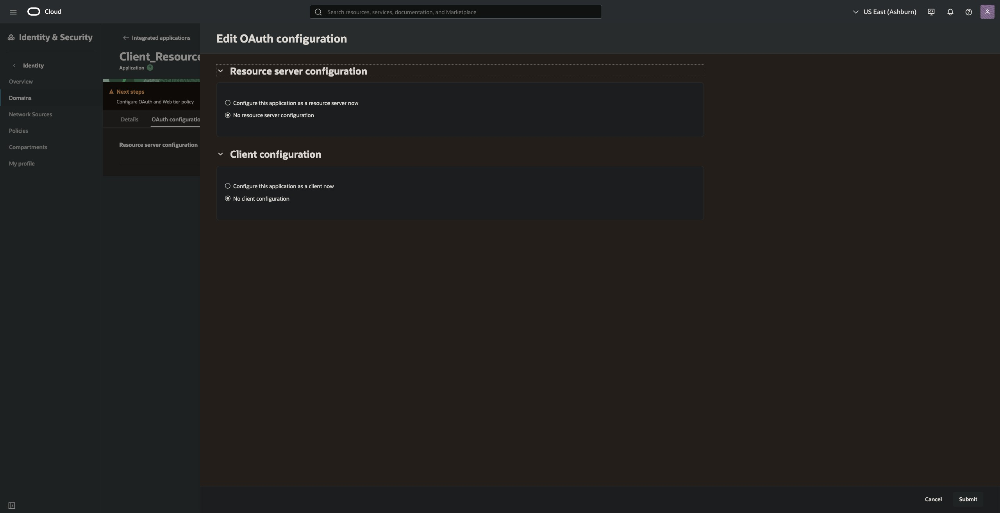 Cloud
Search resources, services, documentation, and Marketplace
US East (Ashburn)
Identity & Security
Identity
Overview
Domains
Network Sources
Policies
Compartments
My profile
Integrated applications
Client_Resource
Application
Next steps
Configure OAuth and Web tier policy
Details
OAuth configuratio
Resource server configuration
Edit OAuth configuration
Resource server configuration
Configure this application as a resource server now
No resource server configuration
Client configuration
Configure this application as a client now
No client configuration
Cancel
Submit